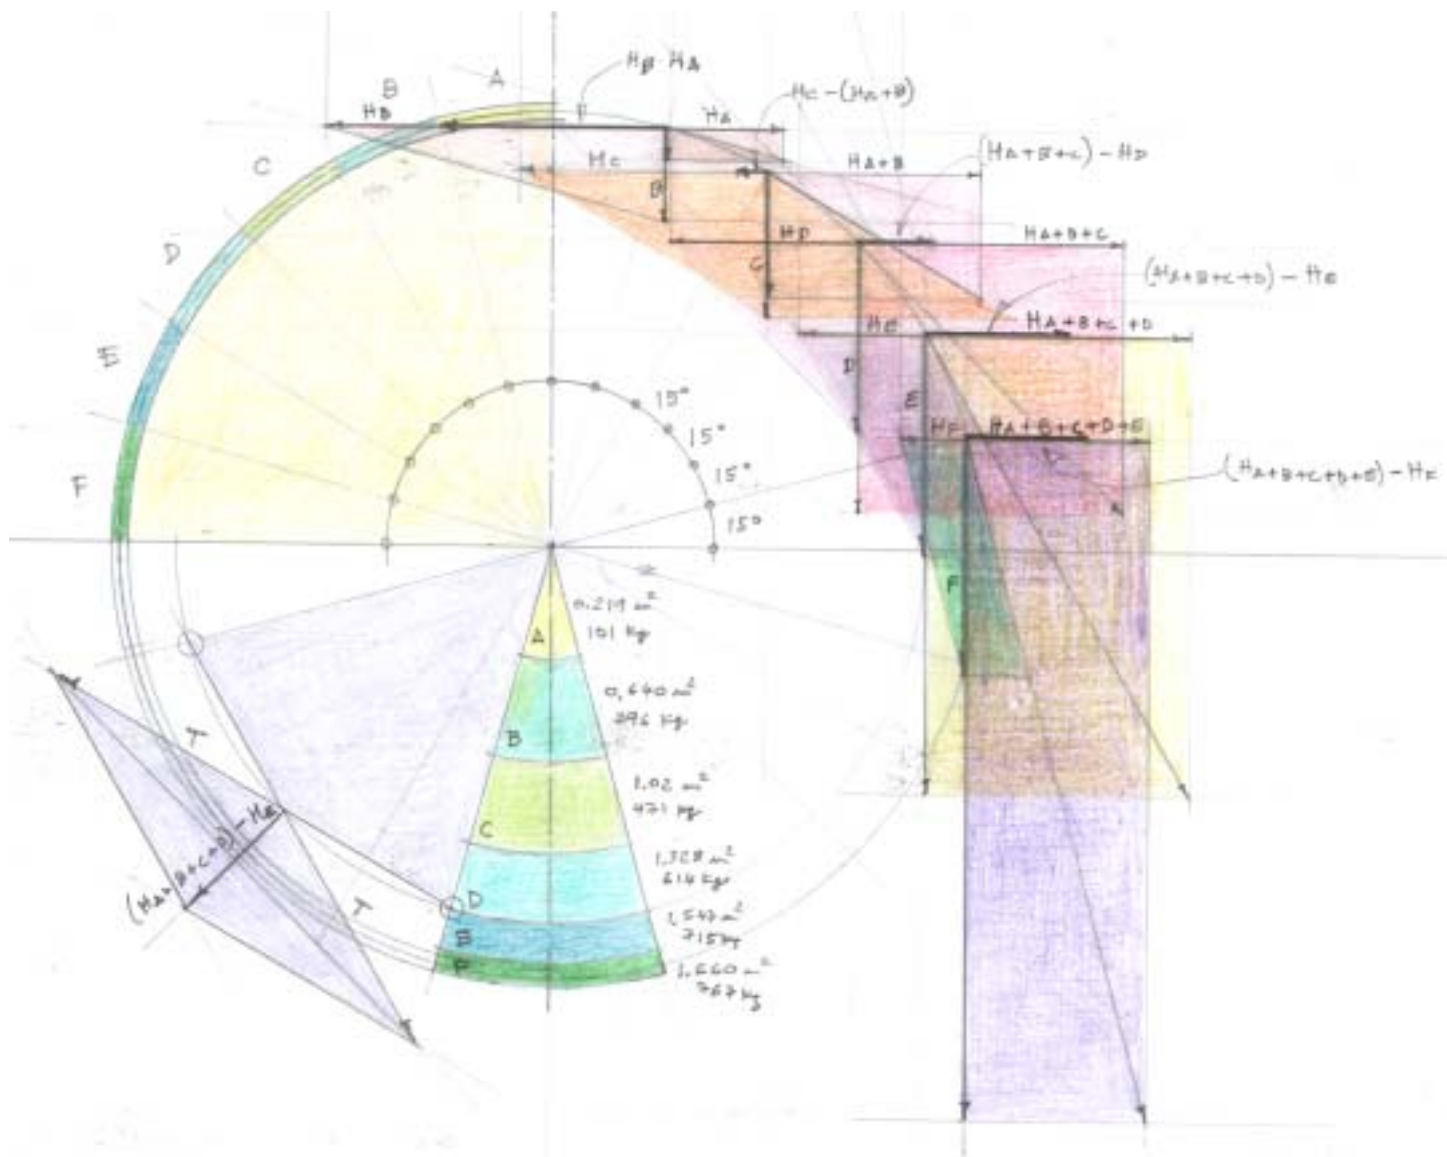 HB HA
A
B
HB
HC-(HA+B)
HA
C
HC
HA+B
(HA+B+C)-HD
B
D
HD
HA+B+C
C
(HA+B+C+D)-HE
E
HE
HA+B+C+D
D
E
F
HF
HA+B+C+D+E
(HA+B+C+D+E)-HF
15°
15°
15°
15°
F
0.219 m²
101 kg
A
0,640 m²
296 kg
B
1.02 m²
471 kg
T
C
1.328 m²
614 kg
(HA+B+C+D)-HE
T
D
1,547 m²
715 kg
E
F
1.660 m²
767 kg